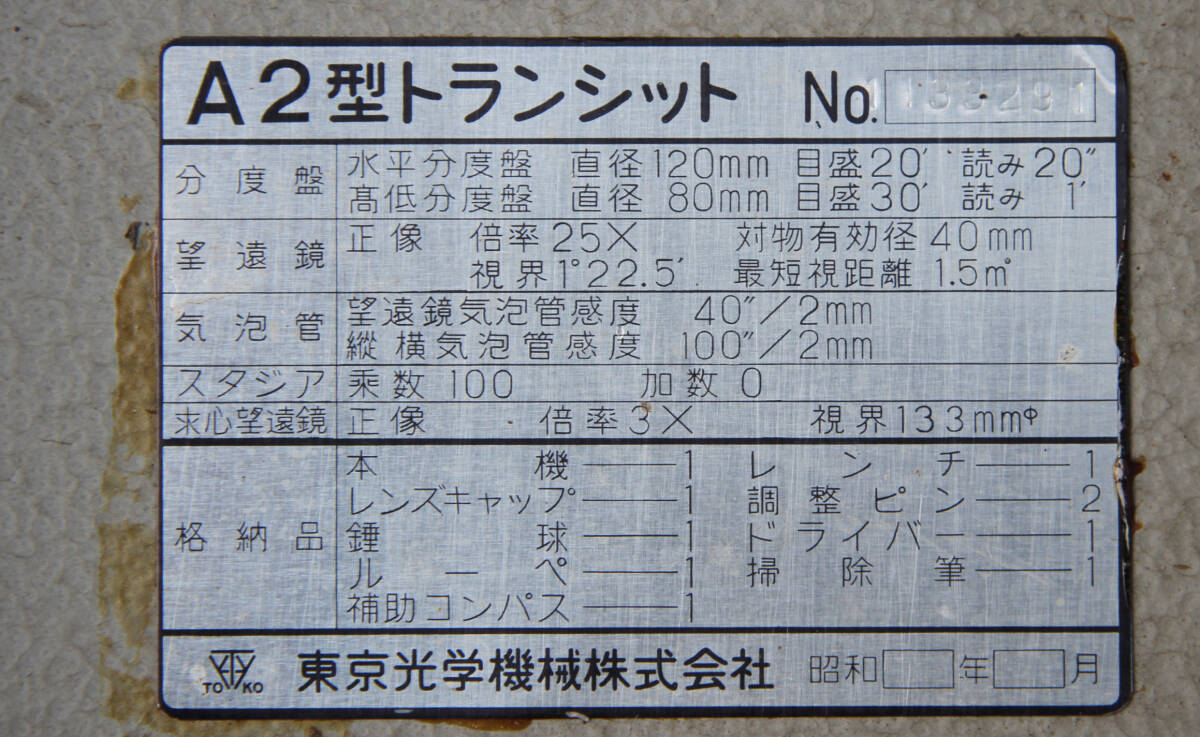 A2型トランシット No. 1133291
分度盤 水平分度盤 直径120mm 目盛20′ 読み20″
高低分度盤 直径 80mm 目盛30′ 読み 1′
望遠鏡 正像 倍率25× 対物有効径40mm
視界1°22.5′ 最短視距離 1.5m
気泡管 望遠鏡気泡管感度 40″/2mm
縦横気泡管感度 100″/2mm
スタジア 乗数 100 加数 0
求心望遠鏡 正像 倍率3× 視界133mmφ
格納品 本機——1 レンチ——1
レンズキャップ——1 調整ピン——2
錘球——1 ドライバー——1
ルーペ——1 掃除筆——1
補助コンパス——1
TOKO 東京光学機械株式会社 昭和 年 月